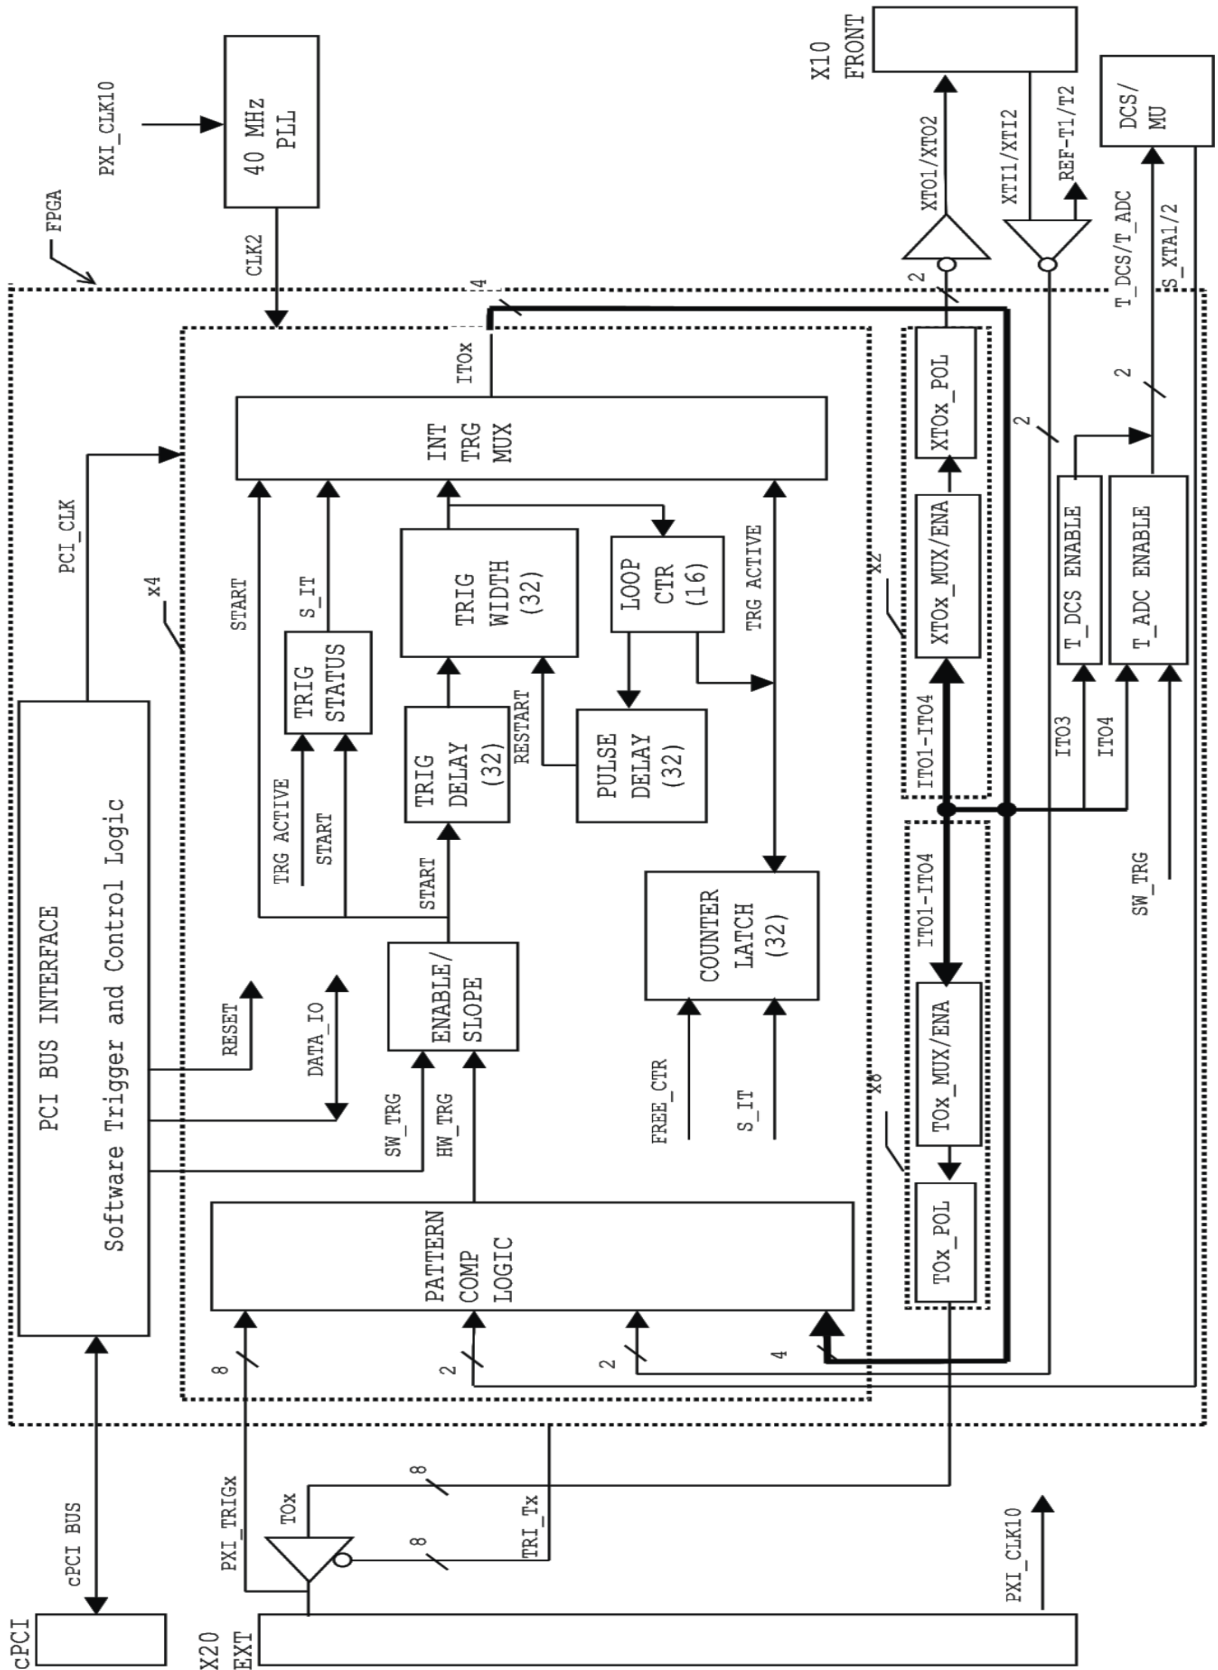 cPCI
cPCI BUS
PCI BUS INTERFACE
Software Trigger and Control Logic
PCI_CLK
FPGA
PXI_CLK10
40 MHz
PLL
CLK2
x4
RESET
DATA_IO
SW_TRG
HW_TRG
X20
EXT
PXI_TRIGx
TOx
8
8
TRI_Tx
PXI_CLK10
8
2
2
4
PATTERN
COMP
LOGIC
ENABLE/
SLOPE
START
TRG ACTIVE
START
START
TRIG
STATUS
S_IT
TRIG
DELAY
(32)
TRIG
WIDTH
(32)
RESTART
PULSE
DELAY
(32)
LOOP
CTR
(16)
TRG ACTIVE
FREE_CTR
S_IT
COUNTER
LATCH
(32)
INT
TRG
MUX
ITOx
4
x8
TOx_POL
TOx_MUX/ENA
ITO1-ITO4
ITO1-ITO4
x2
XTOx_MUX/ENA
XTOx_POL
2
XTO1/XTO2
X10
FRONT
XTI1/XTI2
REF-T1/T2
2
ITO3
ITO4
SW_TRG
T_DCS ENABLE
T_ADC ENABLE
2
T_DCS/T_ADC
S_XTA1/2
DCS/
MU